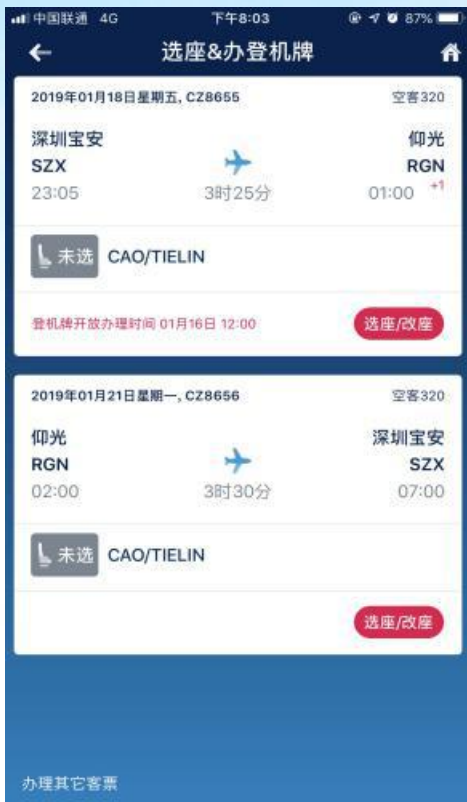 中国联通 4G 下午8:03 87%
选座&办登机牌
2019年01月18日星期五, CZ8655 空客320
深圳宝安 仰光
SZX RGN
23:05 3时25分 01:00 +1
未选 CAO/TIELIN
登机牌开放办理时间 01月16日 12:00 选座/改座
2019年01月21日星期一, CZ8656 空客320
仰光 深圳宝安
RGN SZX
02:00 3时30分 07:00
未选 CAO/TIELIN
选座/改座
办理其它客票